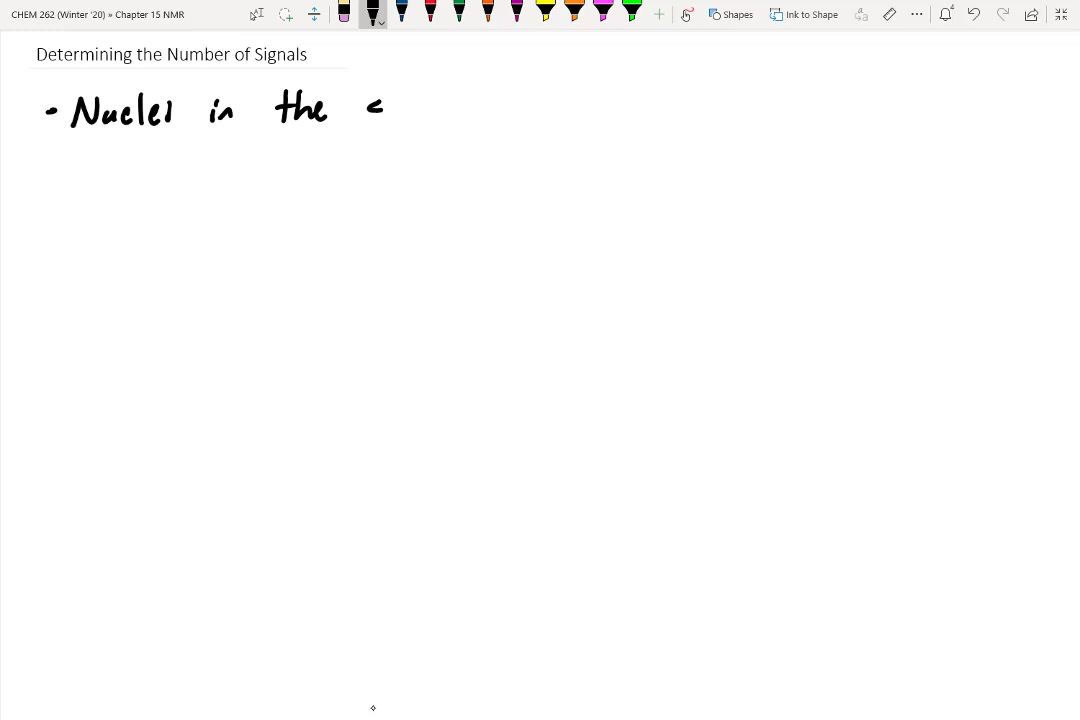 CHEM 262 (Winter '20) » Chapter 15 NMR Shapes Ink to Shape
Determining the Number of Signals
- Nuclei in the